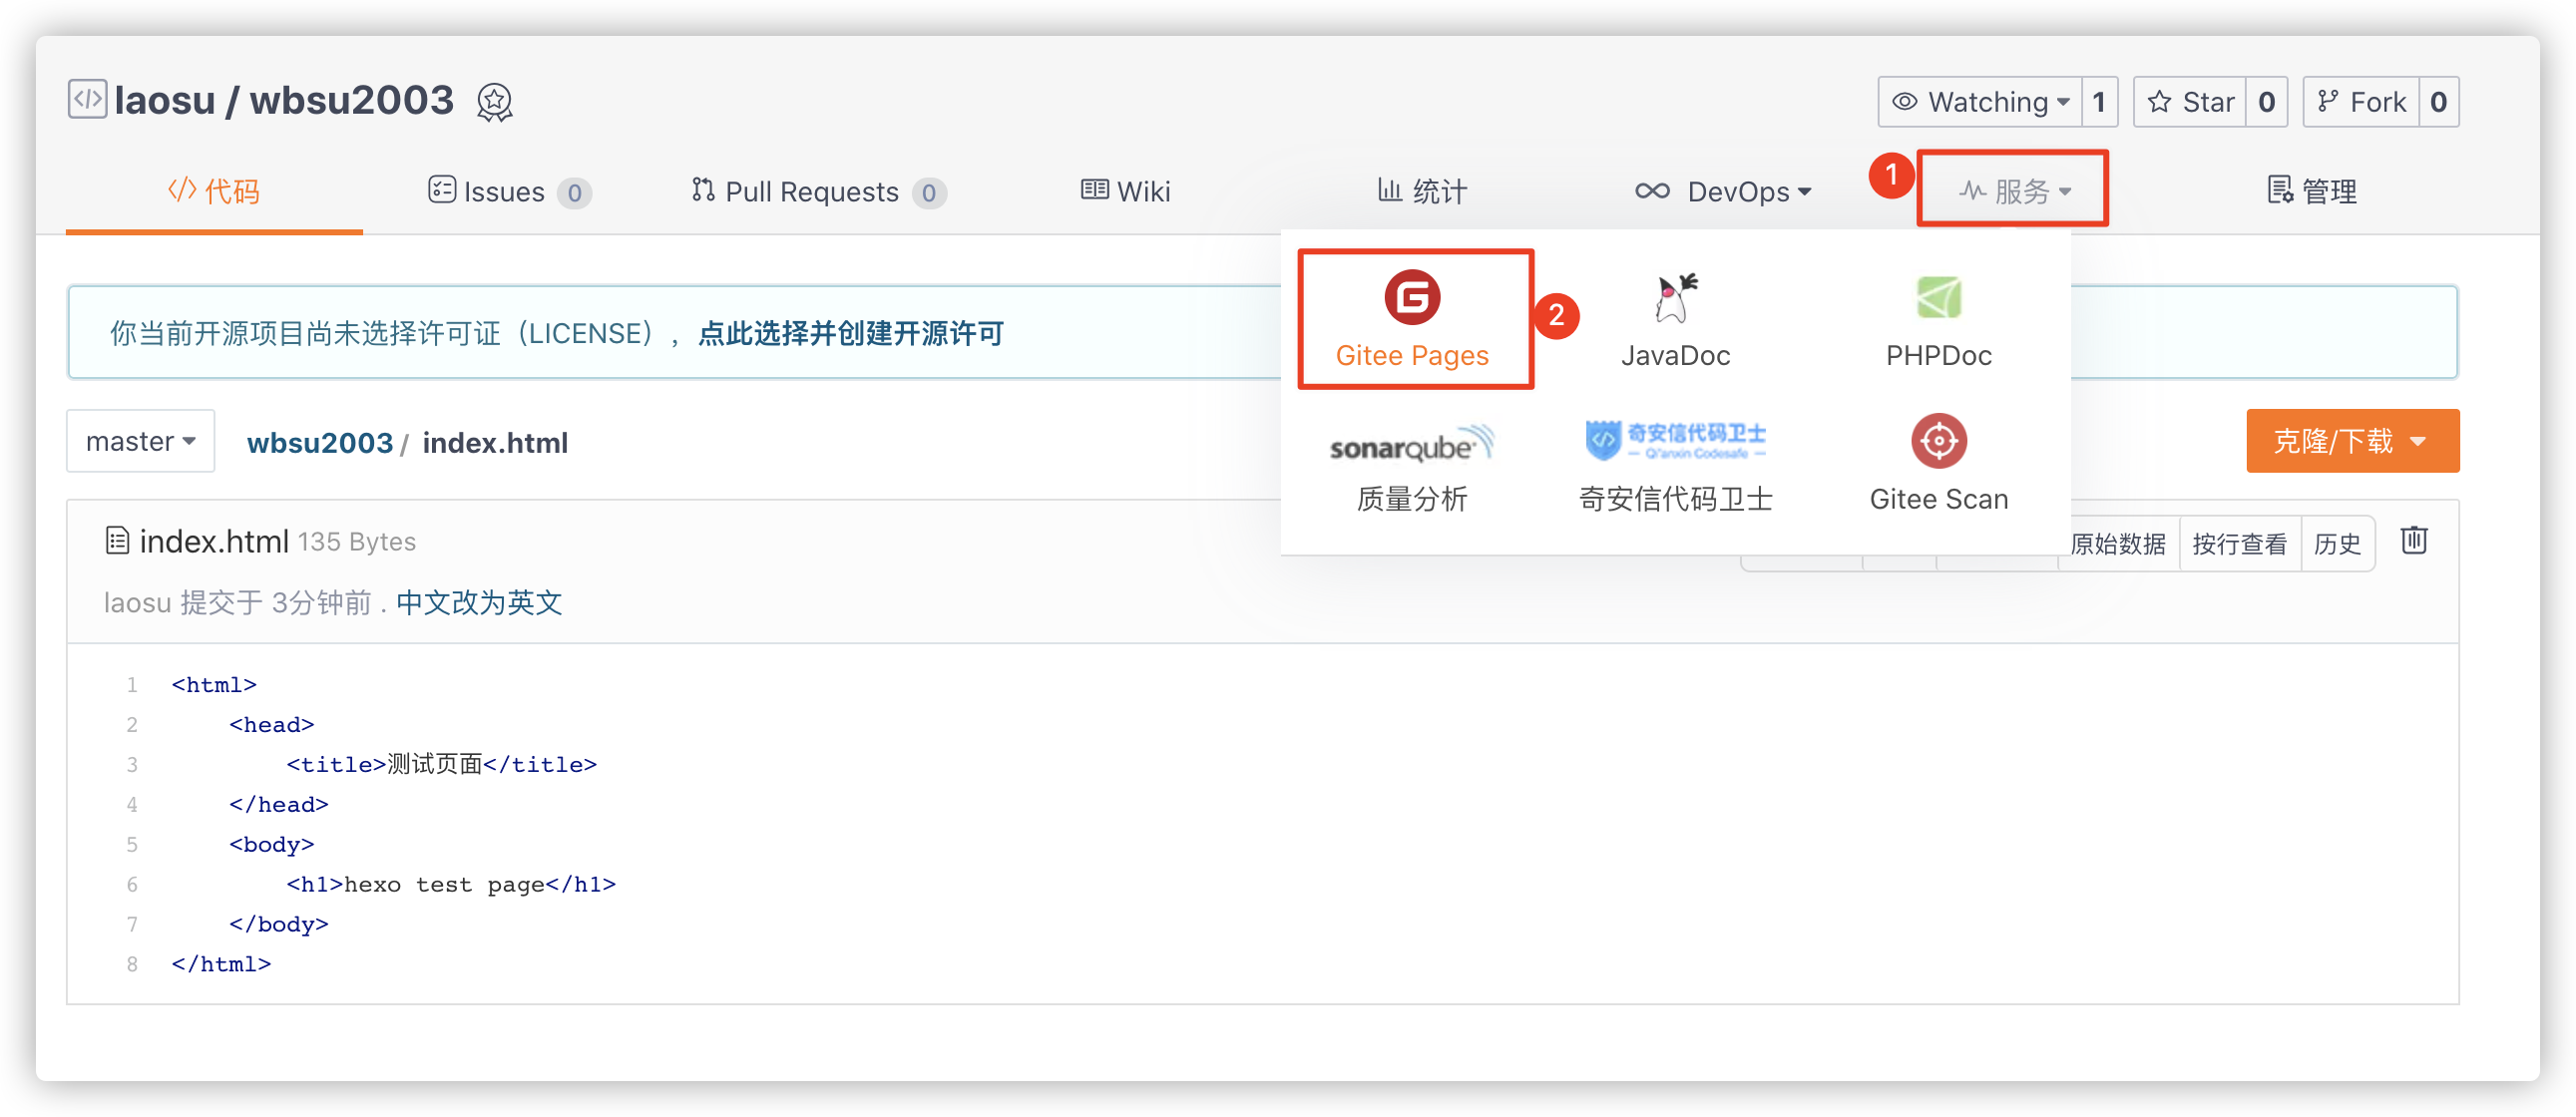 laosu / wbsu2003
Watching 1 Star 0 Fork 0
代码 Issues 0 Pull Requests 0 Wiki 统计 DevOps 1 服务 管理
你当前开源项目尚未选择许可证（LICENSE），点此选择并创建开源许可
Gitee Pages 2 JavaDoc PHPDoc
master wbsu2003 / index.html
克隆/下载
sonarqube 奇安信代码卫士
Qi'anxin Codesafe
质量分析 奇安信代码卫士 Gitee Scan
index.html 135 Bytes
原始数据 按行查看 历史
laosu 提交于 3分钟前 . 中文改为英文
1 <html>
2 <head>
3 <title>测试页面</title>
4 </head>
5 <body>
6 <h1>hexo test page</h1>
7 </body>
8 </html>